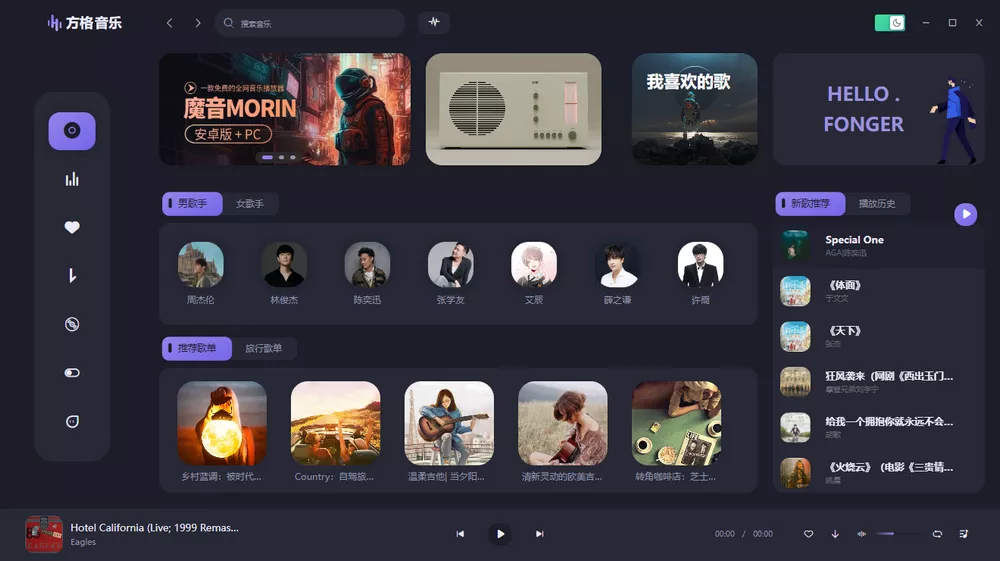 方格音乐
搜索音乐
一款免费的全网音乐播放器
魔音MORIN
安卓版 + PC
我喜欢的歌
HELLO .
FONGER
男歌手
女歌手
周杰伦
林俊杰
陈奕迅
张学友
艾辰
薛之谦
许嵩
推荐歌单
旅行歌单
乡村蓝调：被时代...
Country：自驾旅...
温柔吉他| 当夕阳...
清新灵动的欧美吉...
转角咖啡店：芝士...
新歌推荐
播放历史
Special One
AGA|陈奕迅
《体面》
于文文
《天下》
张杰
狂风袭来（网剧《西出玉门...
摩登兄弟刘宇宁
给我一个拥抱你就永远不会...
胡歌
《火烧云》（电影《三贵情...
姚晨
Hotel California (Live; 1999 Remas...
Eagles
00:00 / 00:00